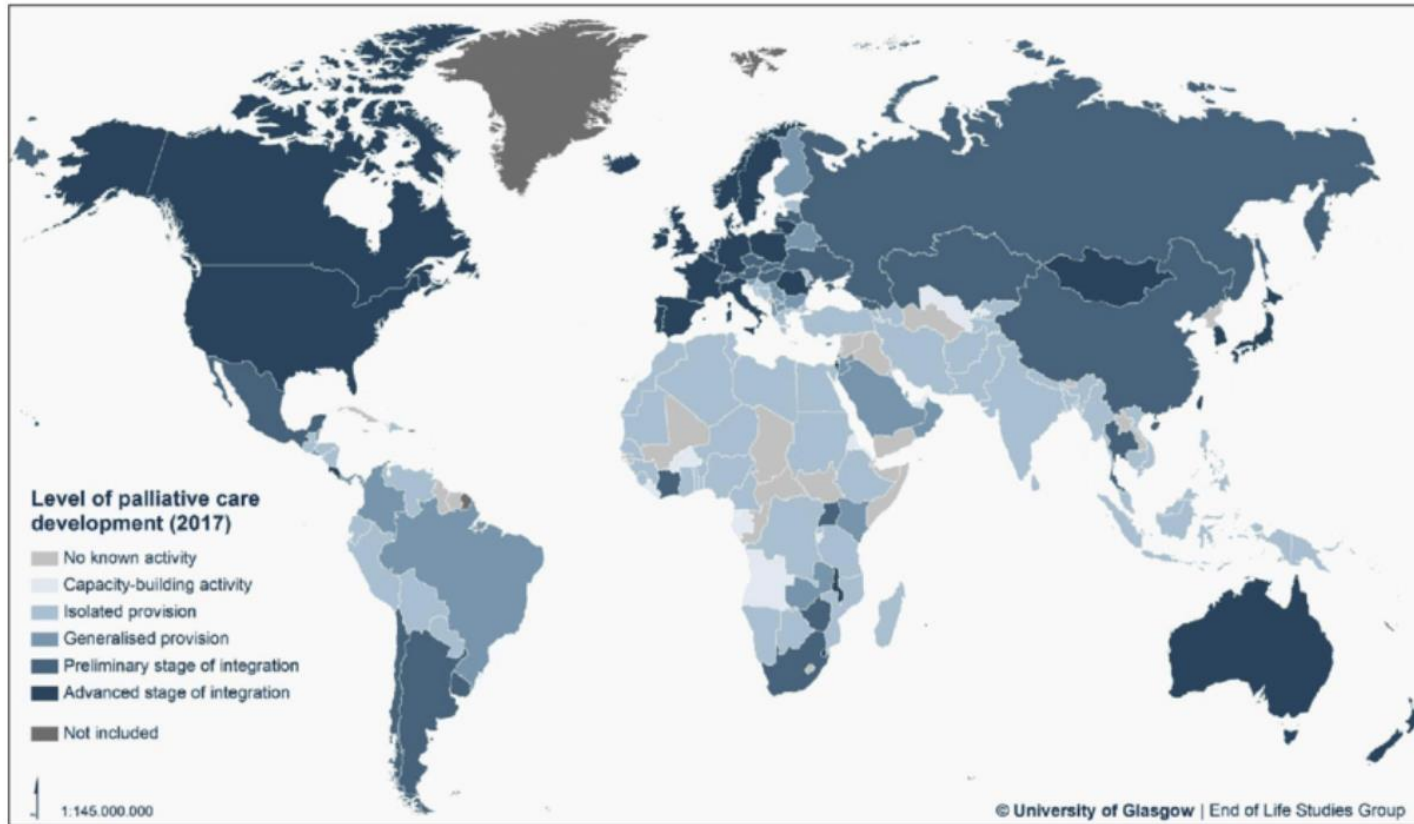 Level of palliative care
development (2017)
No known activity
Capacity-building activity
Isolated provision
Generalised provision
Preliminary stage of integration
Advanced stage of integration
Not included
1:145.000.000
© University of Glasgow | End of Life Studies Group